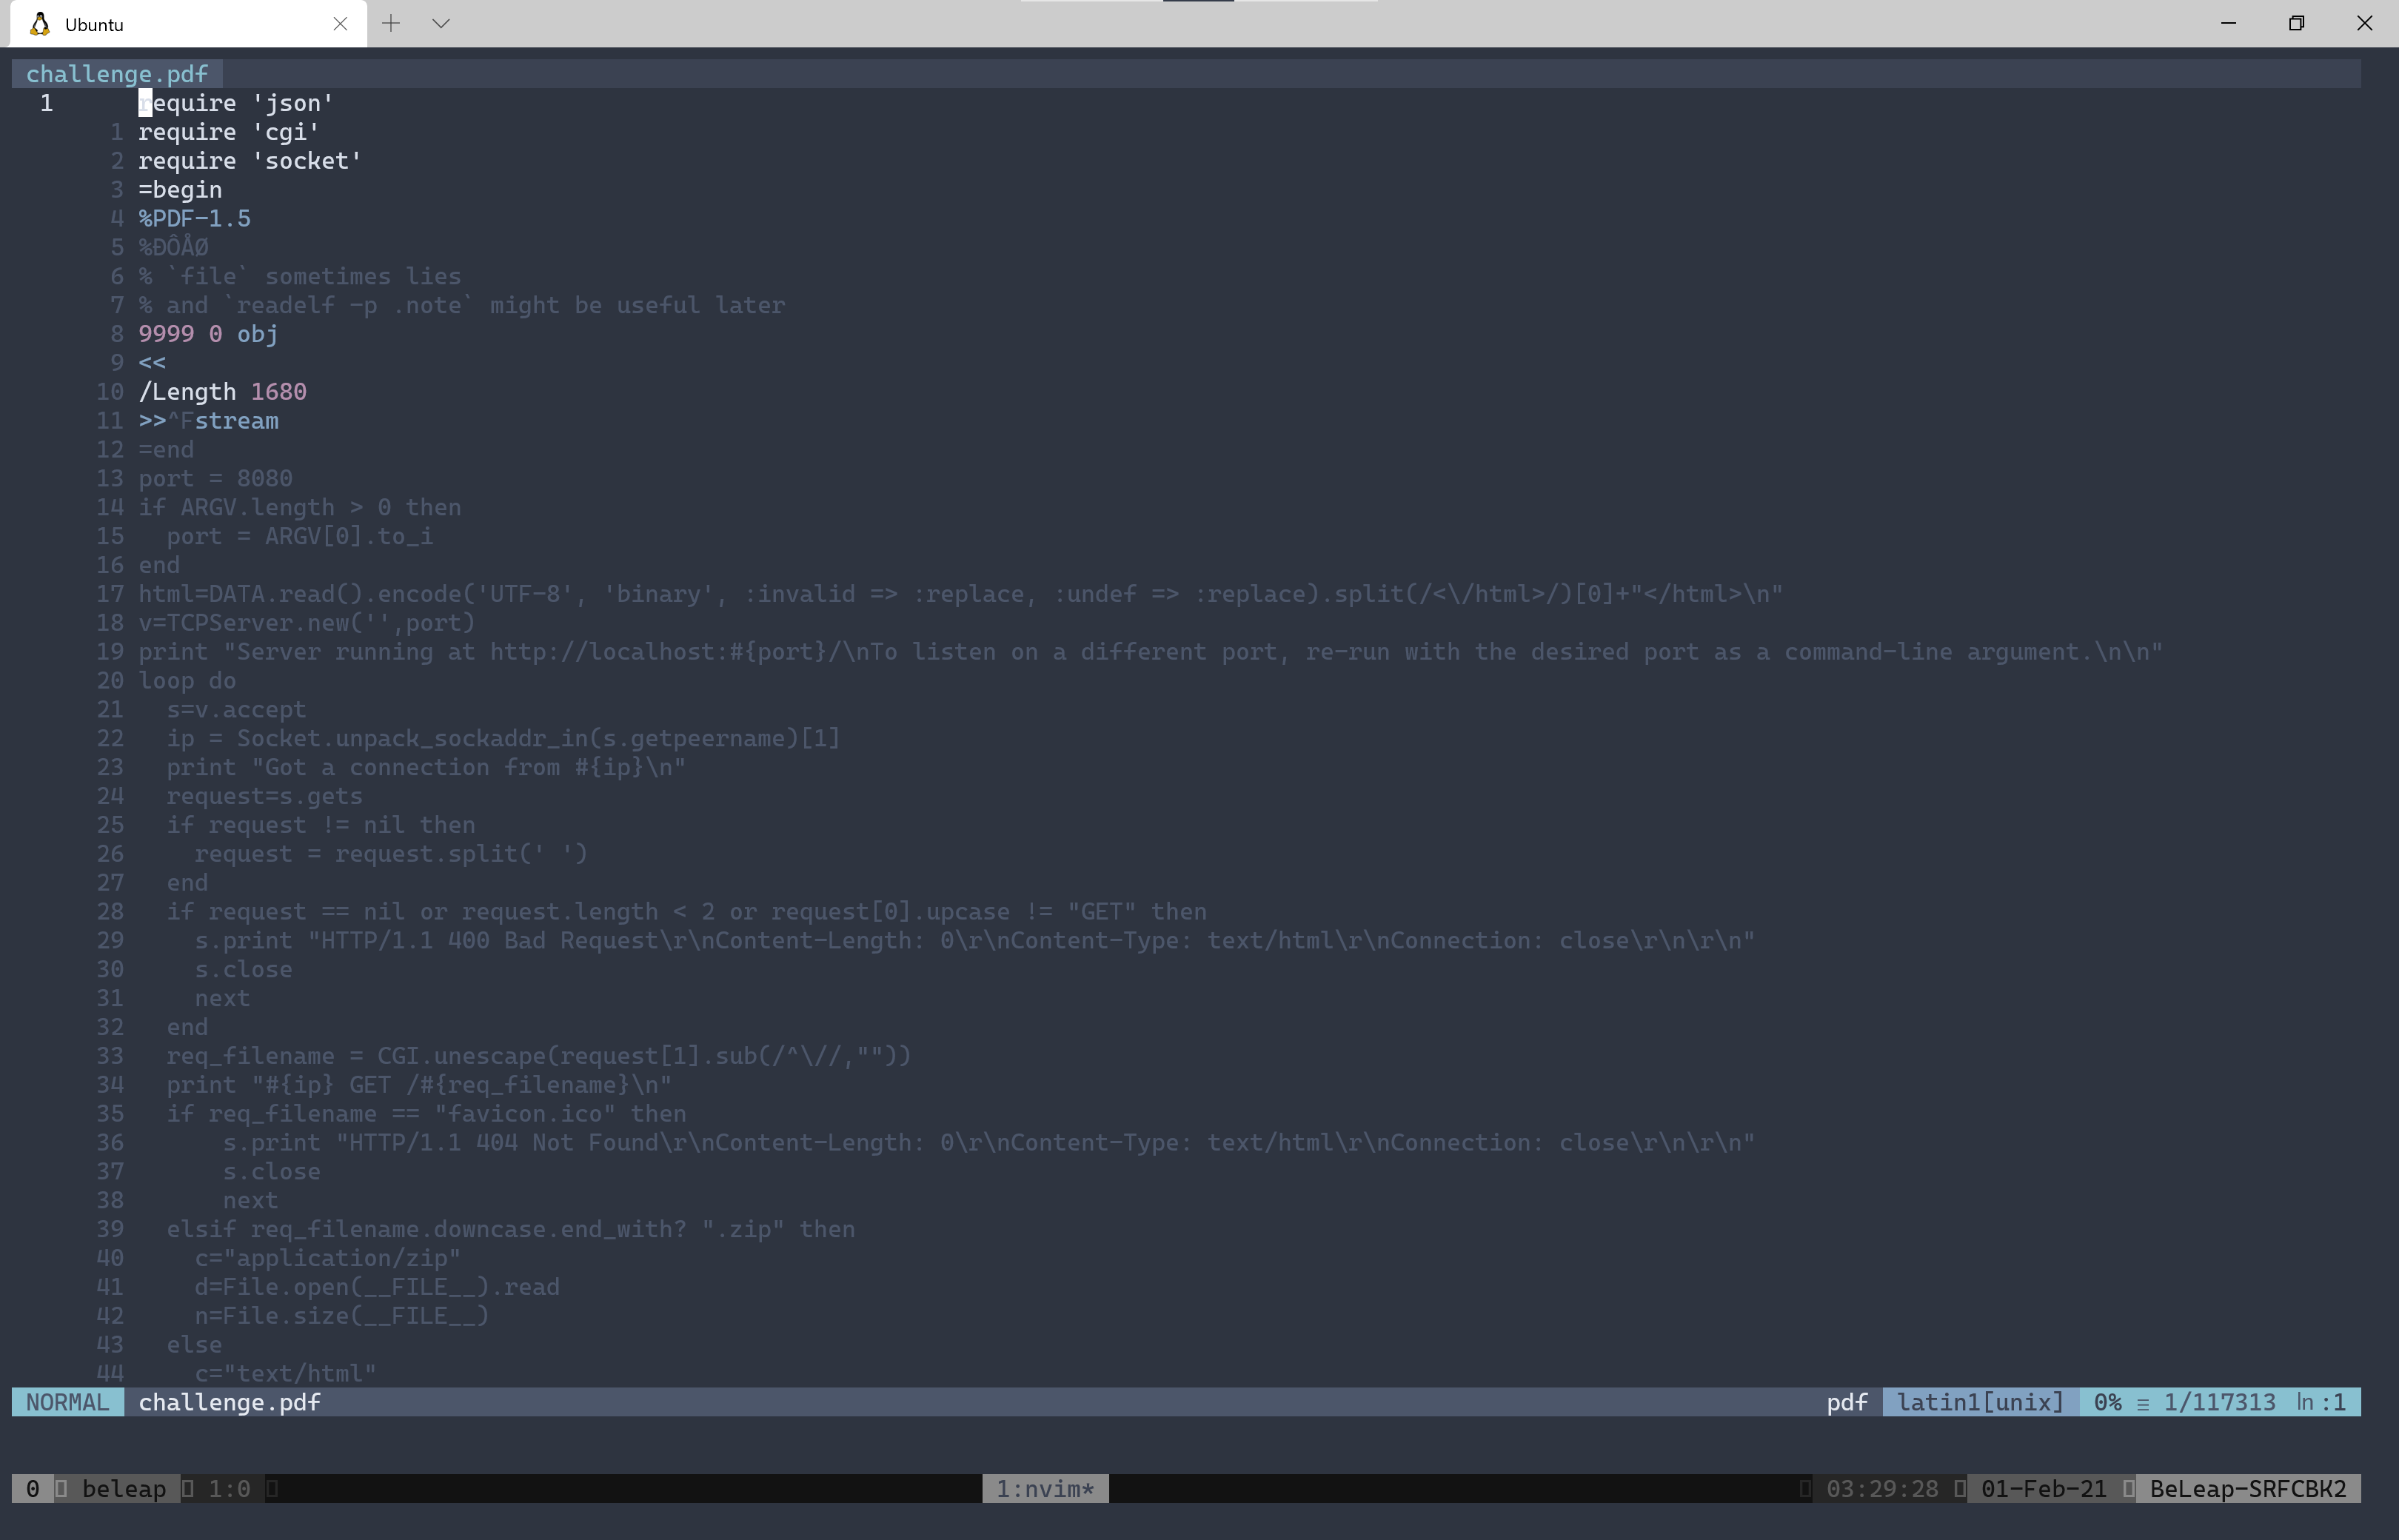 Ubuntu
challenge.pdf
1 require 'json'
1 require 'cgi'
2 require 'socket'
3 =begin
4 %PDF-1.5
5 %ÐÔÅØ
6 % `file` sometimes lies
7 % and `readelf -p .note` might be useful later
8 9999 0 obj
9 <<
10 /Length 1680
11 >>^Fstream
12 =end
13 port = 8080
14 if ARGV.length > 0 then
15   port = ARGV[0].to_i
16 end
17 html=DATA.read().encode('UTF-8', 'binary', :invalid => :replace, :undef => :replace).split(/<\/html>/)[0]+"</html>\n"
18 v=TCPServer.new('',port)
19 print "Server running at http://localhost:#{port}/\nTo listen on a different port, re-run with the desired port as a command-line argument.\n\n"
20 loop do
21   s=v.accept
22   ip = Socket.unpack_sockaddr_in(s.getpeername)[1]
23   print "Got a connection from #{ip}\n"
24   request=s.gets
25   if request != nil then
26     request = request.split(' ')
27   end
28   if request == nil or request.length < 2 or request[0].upcase != "GET" then
29     s.print "HTTP/1.1 400 Bad Request\r\nContent-Length: 0\r\nContent-Type: text/html\r\nConnection: close\r\n\r\n"
30     s.close
31     next
32   end
33   req_filename = CGI.unescape(request[1].sub(/^\//,""))
34   print "#{ip} GET /#{req_filename}\n"
35   if req_filename == "favicon.ico" then
36       s.print "HTTP/1.1 404 Not Found\r\nContent-Length: 0\r\nContent-Type: text/html\r\nConnection: close\r\n\r\n"
37       s.close
38       next
39   elsif req_filename.downcase.end_with? ".zip" then
40     c="application/zip"
41     d=File.open(__FILE__).read
42     n=File.size(__FILE__)
43   else
44     c="text/html"
NORMAL challenge.pdf pdf latin1[unix] 0% ≡ 1/117313 ln :1
0 beleap 1:0 1:nvim* 03:29:28 01-Feb-21 BeLeap-SRFCBK2